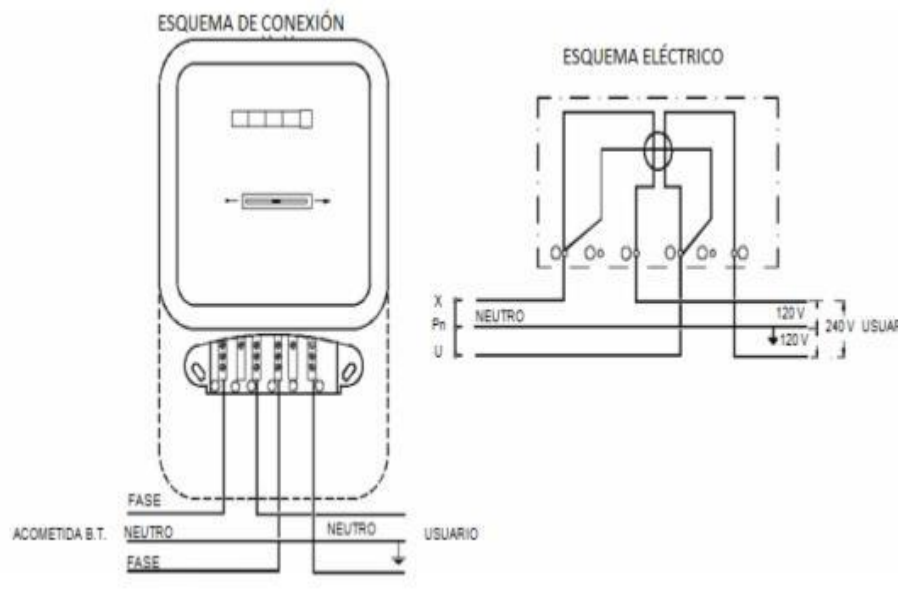 ESQUEMA DE CONEXIÓN
FASE
ACOMETIDA B.T. NEUTRO NEUTRO USUARIO
FASE
ESQUEMA ELÉCTRICO
X
Pn NEUTRO
U
120 V
120 V
240 V USUAR